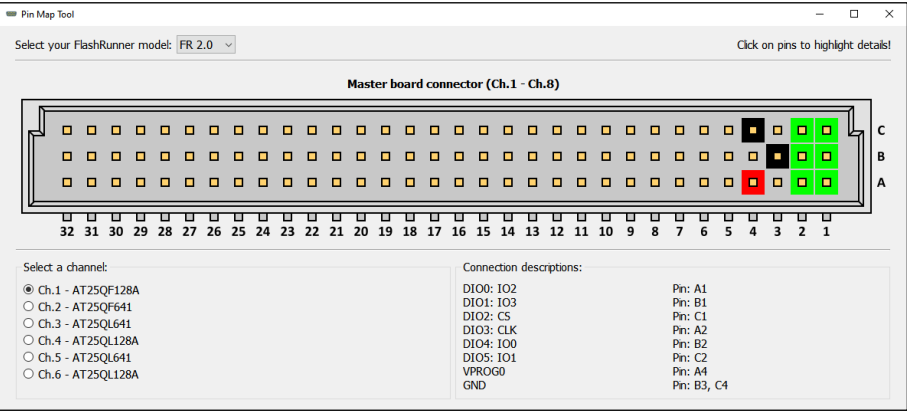 Pin Map Tool
Select your FlashRunner model: FR 2.0
Click on pins to highlight details!
Master board connector (Ch.1 - Ch.8)
C
B
A
32 31 30 29 28 27 26 25 24 23 22 21 20 19 18 17 16 15 14 13 12 11 10 9 8 7 6 5 4 3 2 1
Select a channel:
Ch.1 - AT25QF128A
Ch.2 - AT25QF641
Ch.3 - AT25QL641
Ch.4 - AT25QL128A
Ch.5 - AT25QL641
Ch.6 - AT25QL128A
Connection descriptions:
DIO0: IO2 Pin: A1
DIO1: IO3 Pin: B1
DIO2: CS Pin: C1
DIO3: CLK Pin: A2
DIO4: IO0 Pin: B2
DIO5: IO1 Pin: C2
VPROG0 Pin: A4
GND Pin: B3, C4